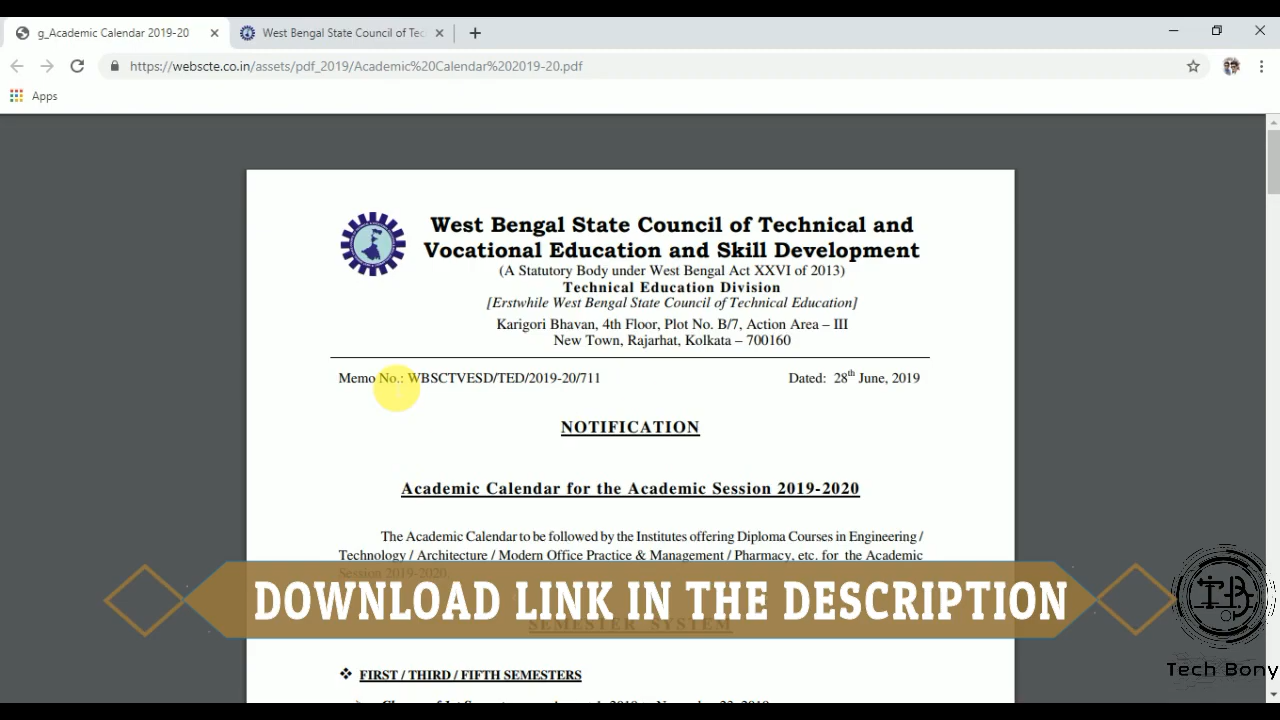 g_Academic Calendar 2019-20
West Bengal State Council of Tec
https://webscte.co.in/assets/pdf_2019/Academic%20Calendar%202019-20.pdf
Apps
West Bengal State Council of Technical and
Vocational Education and Skill Development
(A Statutory Body under West Bengal Act XXVI of 2013)
Technical Education Division
[Erstwhile West Bengal State Council of Technical Education]
Karigori Bhavan, 4th Floor, Plot No. B/7, Action Area – III
New Town, Rajarhat, Kolkata – 700160
Memo No.: WBSCTVESD/TED/2019-20/711 Dated: 28th June, 2019
NOTIFICATION
Academic Calendar for the Academic Session 2019-2020
The Academic Calendar to be followed by the Institutes offering Diploma Courses in Engineering /
Technology / Architecture / Modern Office Practice & Management / Pharmacy, etc. for the Academic
Session 2019-2020.
DOWNLOAD LINK IN THE DESCRIPTION
SEMESTER SYSTEM
❖ FIRST / THIRD / FIFTH SEMESTERS
TB
Tech Bony